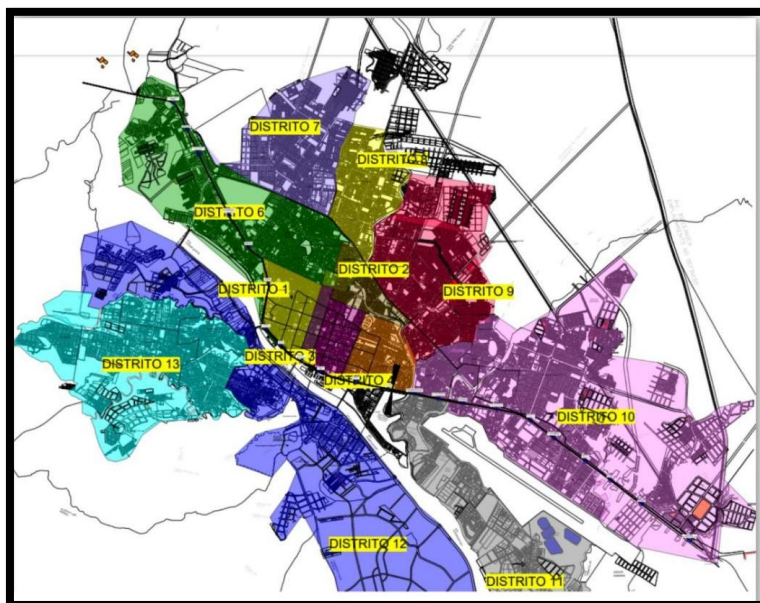 DISTRITO 7
DISTRITO 8
DISTRITO 6
DISTRITO 2
DISTRITO 1
DISTRITO 9
DISTRITO 3
DISTRITO 13
DISTRITO 4
DISTRITO 10
DISTRITO 12
DISTRITO 11